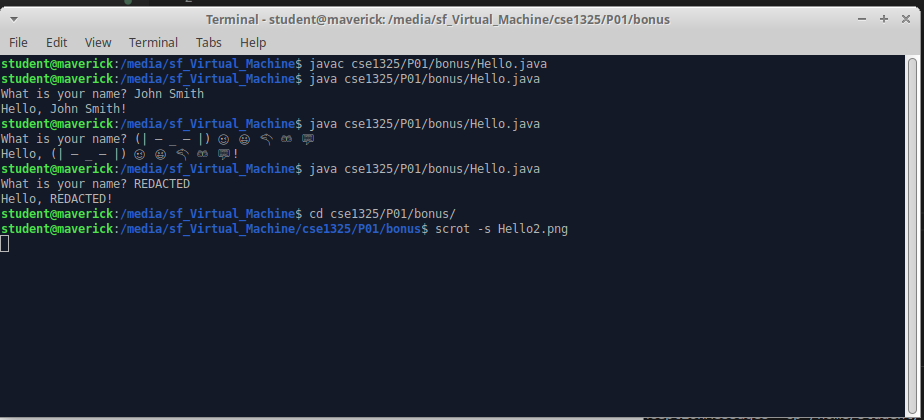 Terminal - student@maverick: /media/sf_Virtual_Machine/cse1325/P01/bonus
File Edit View Terminal Tabs Help
student@maverick:/media/sf_Virtual_Machine$ javac cse1325/P01/bonus/Hello.java
student@maverick:/media/sf_Virtual_Machine$ java cse1325/P01/bonus/Hello.java
What is your name? John Smith
Hello, John Smith!
student@maverick:/media/sf_Virtual_Machine$ java cse1325/P01/bonus/Hello.java
What is your name? (| — _ — |)
Hello, (| — _ — |) !
student@maverick:/media/sf_Virtual_Machine$ java cse1325/P01/bonus/Hello.java
What is your name? REDACTED
Hello, REDACTED!
student@maverick:/media/sf_Virtual_Machine$ cd cse1325/P01/bonus/
student@maverick:/media/sf_Virtual_Machine/cse1325/P01/bonus$ scrot -s Hello2.png